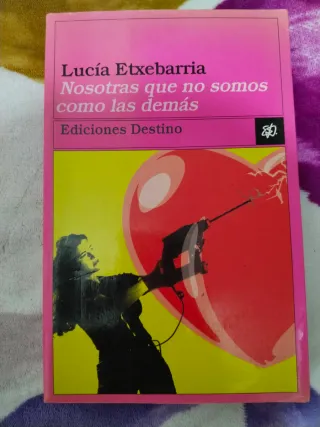 Lucía Etxebarria
Nosotras que no somos
como las demás
Ediciones Destino